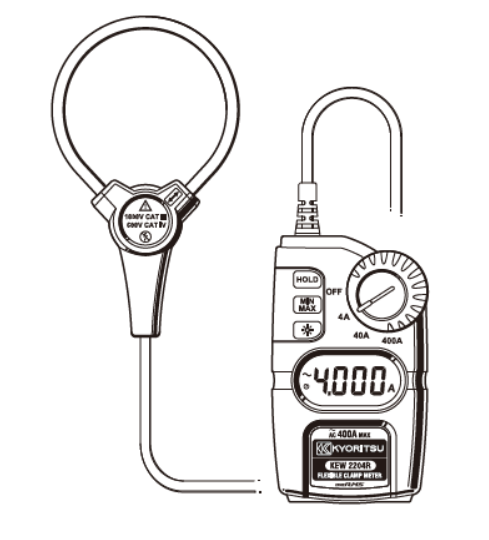 1000V CAT III
600V CAT IV
HOLD
OFF
MIN
MAX
4A
40A
400A
~4.000 A
AC 400A MAX
KYORITSU
KEW 2204R
FLEXIBLE CLAMP METER